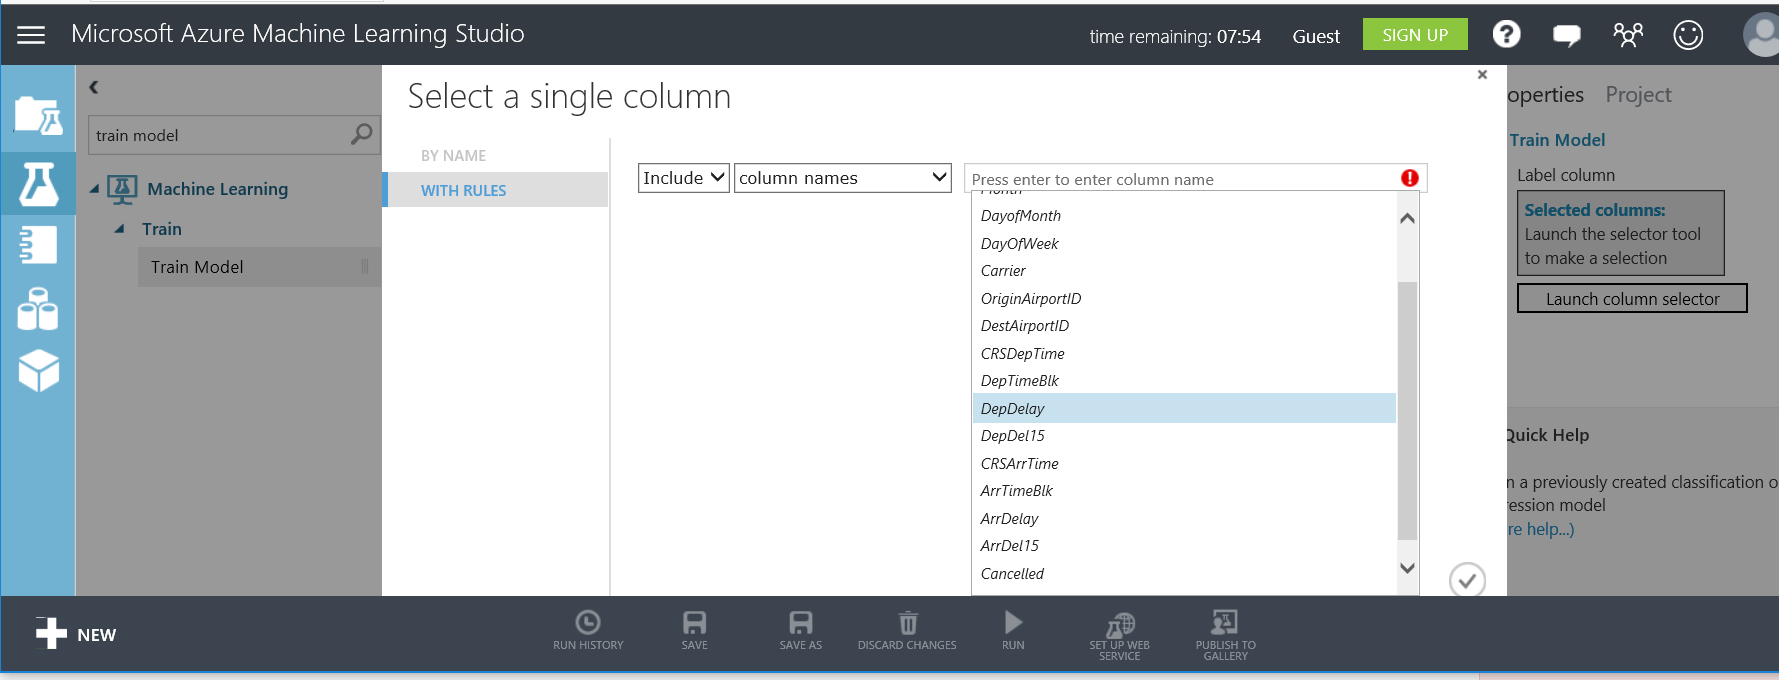 Microsoft Azure Machine Learning Studio
time remaining: 07:54
Guest
SIGN UP
train model
Machine Learning
Train
Train Model
Select a single column
BY NAME
WITH RULES
Include
column names
Press enter to enter column name
Month
DayofMonth
DayOfWeek
Carrier
OriginAirportID
DestAirportID
CRSDepTime
DepTimeBlk
DepDelay
DepDel15
CRSArrTime
ArrTimeBlk
ArrDelay
ArrDel15
Cancelled
operties Project
Train Model
Label column
Selected columns:
Launch the selector tool
to make a selection
Launch column selector
Quick Help
n a previously created classification o
ression model
re help...)
NEW
RUN HISTORY
SAVE
SAVE AS
DISCARD CHANGES
RUN
SET UP WEB
SERVICE
PUBLISH TO
GALLERY